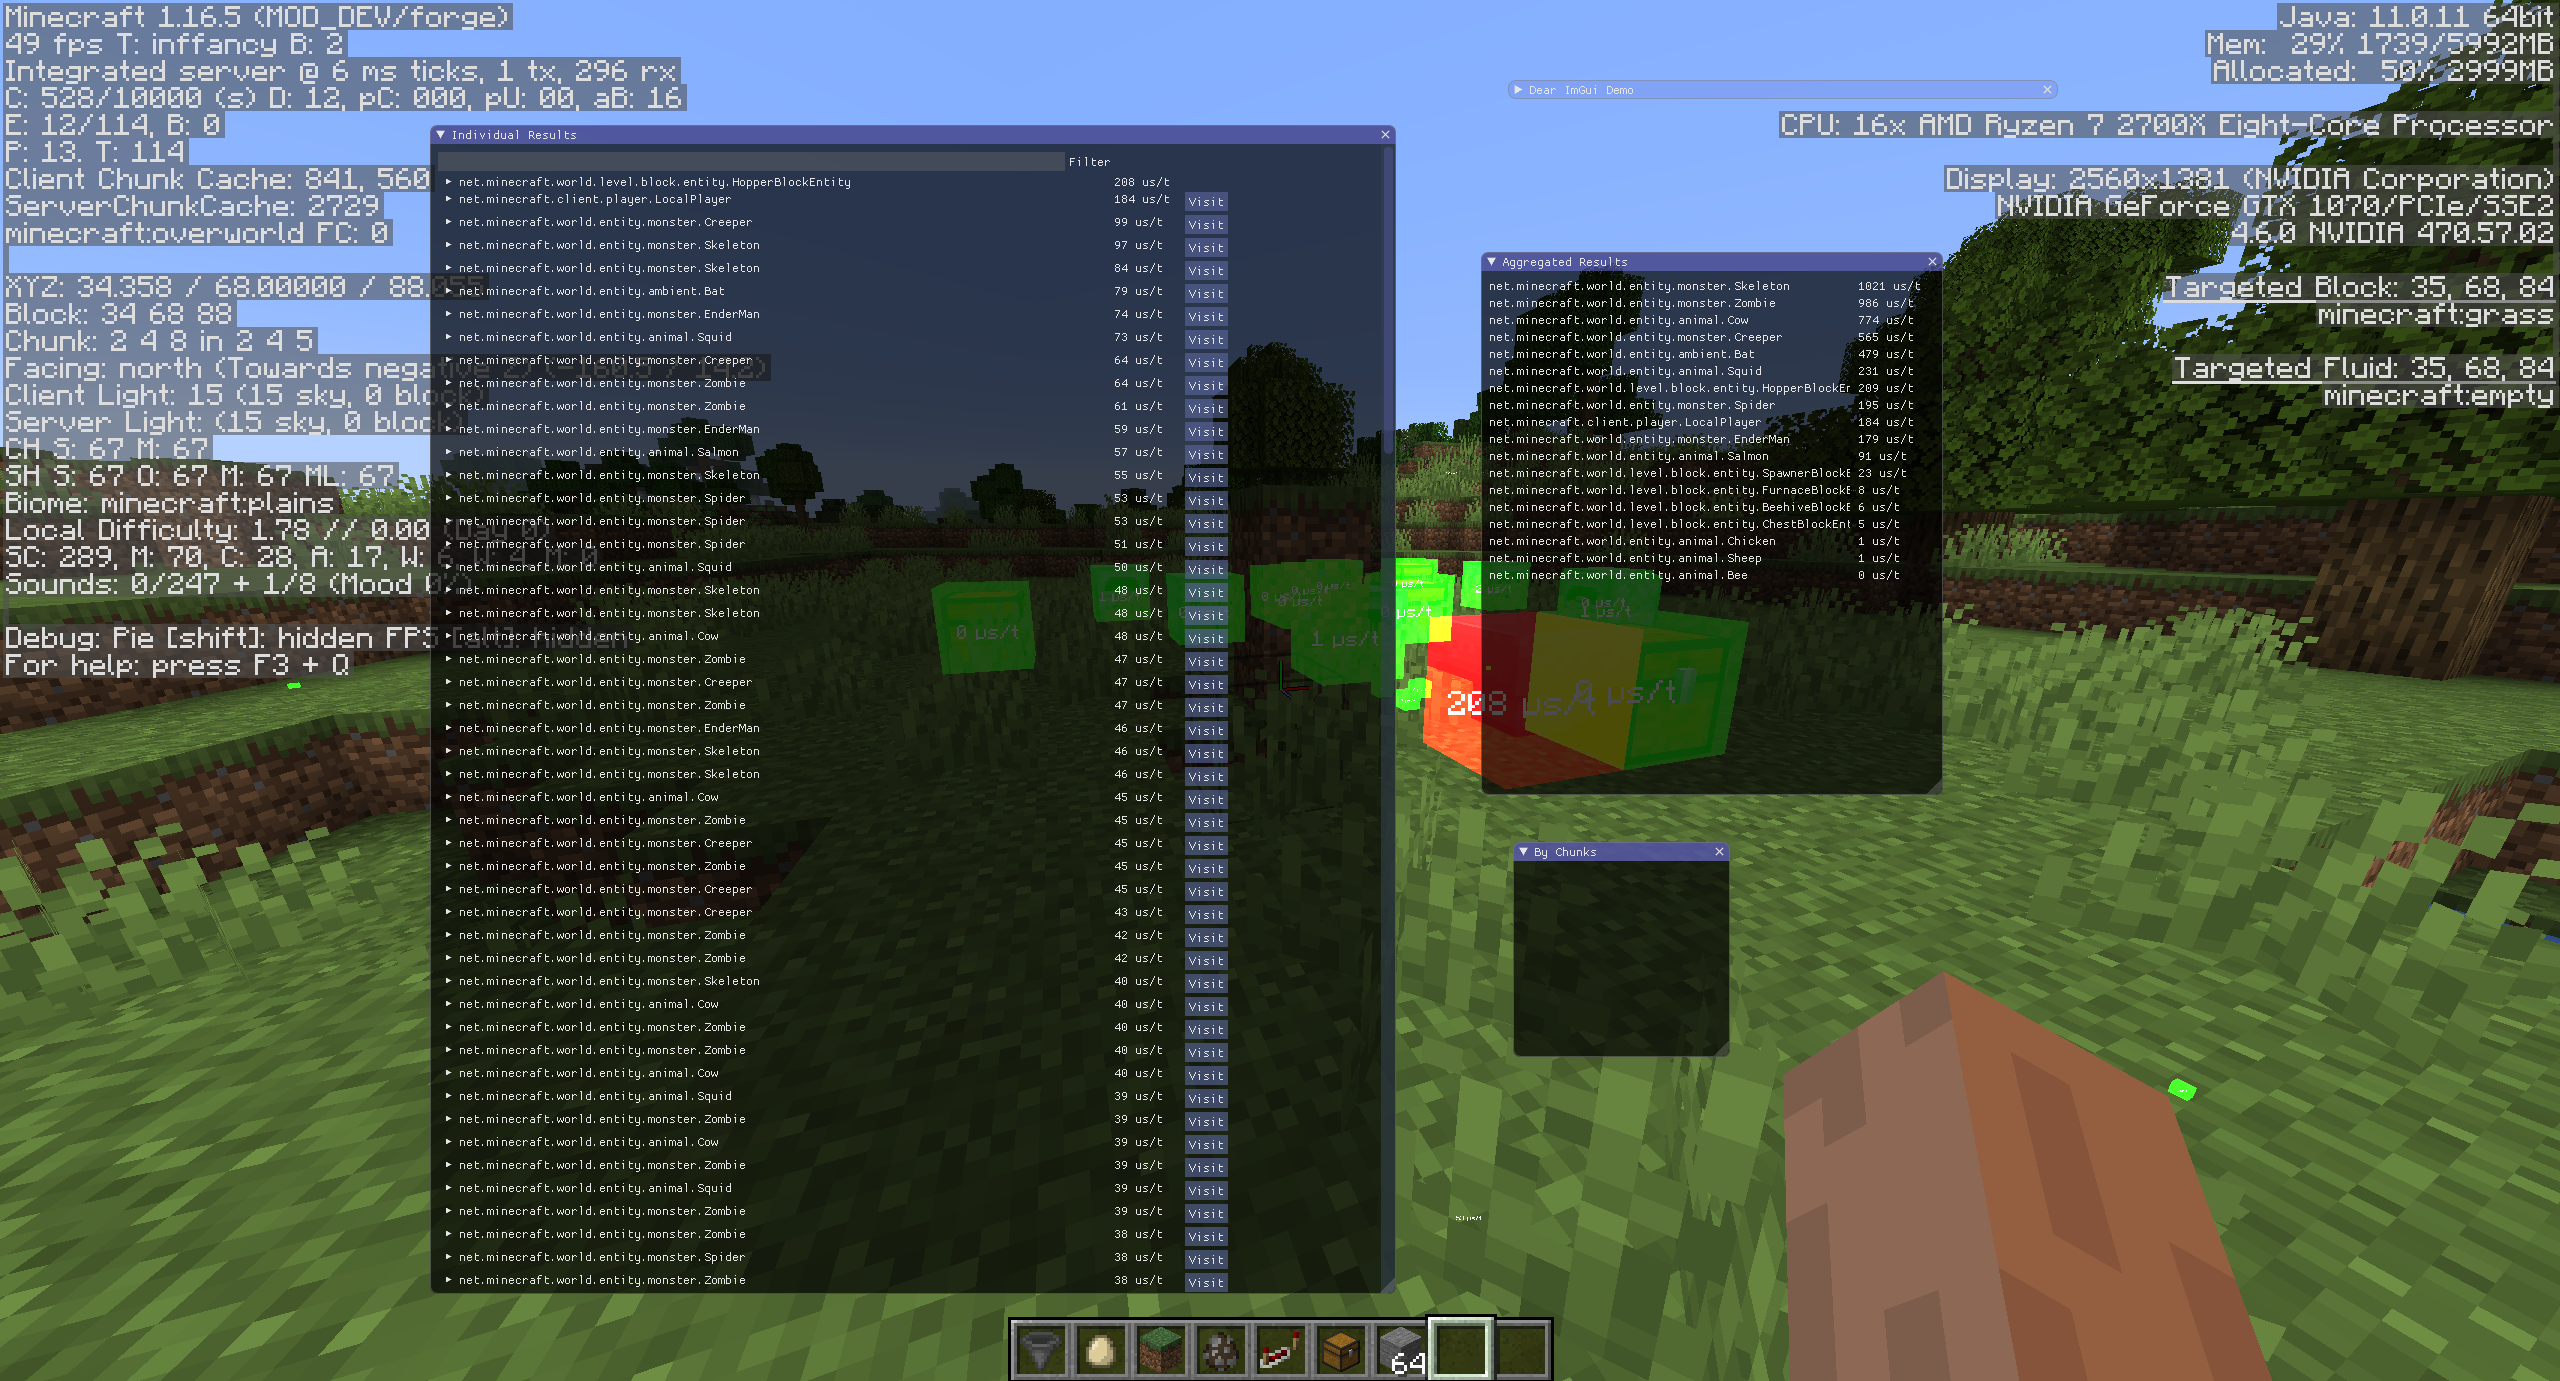 Minecraft 1.16.5 (MOD_DEV/forge)
49 fps T: inffancy B: 2
Integrated server @ 6 ms ticks, 1 tx, 296 rx
C: 528/10000 (s) D: 12, pC: 000, pU: 00, aB: 16
E: 12/114, B: 0
P: 13. T: 114
Client Chunk Cache: 841, 560
ServerChunkCache: 2729
minecraft:overworld FC: 0
XYZ: 34.358 / 68.00000 / 88.055
Block: 34 68 88
Chunk: 2 4 8 in 2 4 5
Facing: north (Towards negative Z)
Client Light: 15 (15 sky, 0 block)
Server Light: (15 sky, 0 block)
CH S: 67 M: 67
SH S: 67 O: 67 M: 67 ML: 67
Biome: minecraft:plains
Local Difficulty: 1.78 // 0.00 (Day 0)
SC: 289, M: 70, C: 28, A: 17, W: 6, W: 4, M: 0
Sounds: 0/247 + 1/8 (Mood 0%)
Debug: Pie [shift]: hidden FPS [alt]: hidden
For help: press F3 + Q
Java: 11.0.11 64bit
Mem: 29% 1739/5992MB
Allocated: 50% 2999MB
CPU: 16x AMD Ryzen 7 2700X Eight-Core Processor
Display: 2560x1381 (NVIDIA Corporation)
NVIDIA GeForce GTX 1070/PCIe/SSE2
4.6.0 NVIDIA 470.57.02
Targeted Block: 35, 68, 84
minecraft:grass
Targeted Fluid: 35, 68, 84
minecraft:empty
Dear ImGui Demo
Individual Results
Filter
net.minecraft.world.level.block.entity.HopperBlockEntity 208 us/t
net.minecraft.client.player.LocalPlayer 184 us/t Visit
net.minecraft.world.entity.monster.Creeper 99 us/t Visit
net.minecraft.world.entity.monster.Skeleton 97 us/t Visit
net.minecraft.world.entity.monster.Skeleton 84 us/t Visit
net.minecraft.world.entity.ambient.Bat 79 us/t Visit
net.minecraft.world.entity.monster.EnderMan 74 us/t Visit
net.minecraft.world.entity.animal.Squid 73 us/t Visit
net.minecraft.world.entity.monster.Creeper 64 us/t Visit
net.minecraft.world.entity.monster.Zombie 64 us/t Visit
net.minecraft.world.entity.monster.Zombie 61 us/t Visit
net.minecraft.world.entity.monster.EnderMan 59 us/t Visit
net.minecraft.world.entity.animal.Salmon 57 us/t Visit
net.minecraft.world.entity.monster.Skeleton 55 us/t Visit
net.minecraft.world.entity.monster.Spider 53 us/t Visit
net.minecraft.world.entity.monster.Spider 53 us/t Visit
net.minecraft.world.entity.monster.Spider 51 us/t Visit
net.minecraft.world.entity.animal.Squid 50 us/t Visit
net.minecraft.world.entity.monster.Skeleton 48 us/t Visit
net.minecraft.world.entity.monster.Skeleton 48 us/t Visit
net.minecraft.world.entity.animal.Cow 48 us/t Visit
net.minecraft.world.entity.monster.Zombie 47 us/t Visit
net.minecraft.world.entity.monster.Creeper 47 us/t Visit
net.minecraft.world.entity.monster.Zombie 47 us/t Visit
net.minecraft.world.entity.monster.EnderMan 46 us/t Visit
net.minecraft.world.entity.monster.Skeleton 46 us/t Visit
net.minecraft.world.entity.monster.Skeleton 46 us/t Visit
net.minecraft.world.entity.animal.Cow 45 us/t Visit
net.minecraft.world.entity.monster.Zombie 45 us/t Visit
net.minecraft.world.entity.monster.Creeper 45 us/t Visit
net.minecraft.world.entity.monster.Zombie 45 us/t Visit
net.minecraft.world.entity.monster.Creeper 45 us/t Visit
net.minecraft.world.entity.monster.Creeper 43 us/t Visit
net.minecraft.world.entity.monster.Zombie 42 us/t Visit
net.minecraft.world.entity.monster.Zombie 42 us/t Visit
net.minecraft.world.entity.monster.Skeleton 40 us/t Visit
net.minecraft.world.entity.animal.Cow 40 us/t Visit
net.minecraft.world.entity.monster.Zombie 40 us/t Visit
net.minecraft.world.entity.monster.Zombie 40 us/t Visit
net.minecraft.world.entity.animal.Cow 40 us/t Visit
net.minecraft.world.entity.animal.Squid 39 us/t Visit
net.minecraft.world.entity.monster.Zombie 39 us/t Visit
net.minecraft.world.entity.animal.Cow 39 us/t Visit
net.minecraft.world.entity.monster.Zombie 39 us/t Visit
net.minecraft.world.entity.animal.Squid 39 us/t Visit
net.minecraft.world.entity.monster.Zombie 39 us/t Visit
net.minecraft.world.entity.monster.Zombie 38 us/t Visit
net.minecraft.world.entity.monster.Spider 38 us/t Visit
net.minecraft.world.entity.monster.Zombie 38 us/t Visit
Aggregated Results
net.minecraft.world.entity.monster.Skeleton 1021 us/t
net.minecraft.world.entity.monster.Zombie 986 us/t
net.minecraft.world.entity.animal.Cow 774 us/t
net.minecraft.world.entity.monster.Creeper 565 us/t
net.minecraft.world.entity.ambient.Bat 479 us/t
net.minecraft.world.entity.animal.Squid 231 us/t
net.minecraft.world.level.block.entity.HopperBlockEr 209 us/t
net.minecraft.world.entity.monster.Spider 195 us/t
net.minecraft.client.player.LocalPlayer 184 us/t
net.minecraft.world.entity.monster.EnderMan 179 us/t
net.minecraft.world.entity.animal.Salmon 91 us/t
net.minecraft.world.level.block.entity.SpawnerBlockE 23 us/t
net.minecraft.world.level.block.entity.FurnaceBlockE 8 us/t
net.minecraft.world.level.block.entity.BeehiveBlockE 6 us/t
net.minecraft.world.level.block.entity.ChestBlockEnt 5 us/t
net.minecraft.world.entity.animal.Chicken 1 us/t
net.minecraft.world.entity.animal.Sheep 1 us/t
net.minecraft.world.entity.animal.Bee 0 us/t
0 µs/t
1 µs/t
208 µs/t
0 µs/t
By Chunks
64